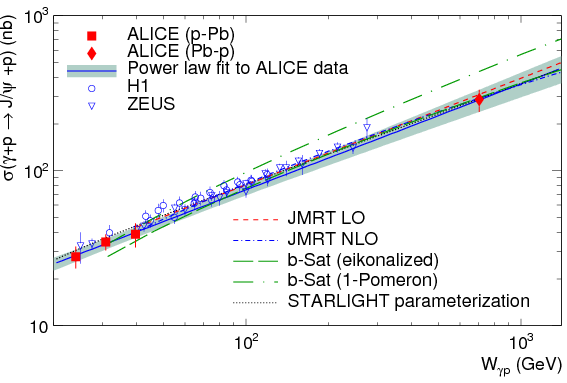 10³
10²
10
σ(γ+p → J/ψ +p) (nb)
ALICE (p-Pb)
ALICE (Pb-p)
Power law fit to ALICE data
H1
ZEUS
JMRT LO
JMRT NLO
b-Sat (eikonalized)
b-Sat (1-Pomeron)
STARLIGHT parameterization
10² 10³
Wγp (GeV)